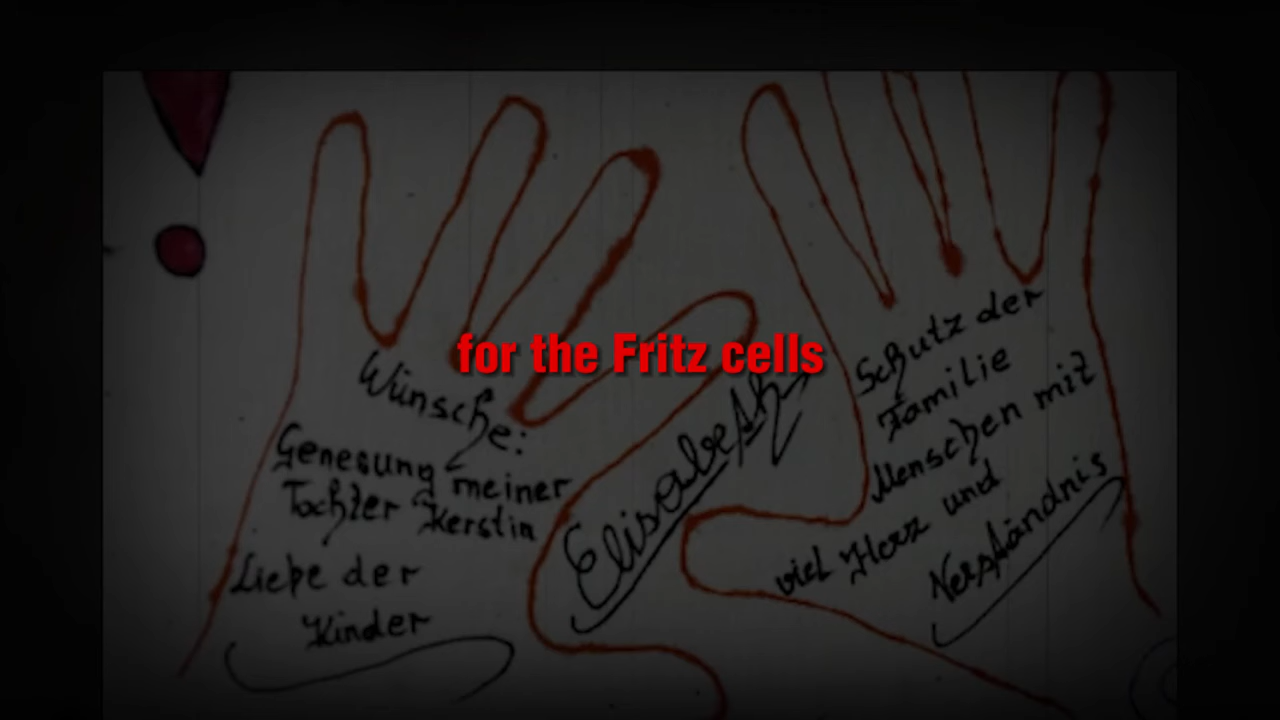 for the Fritz cells
Wünsche:
Genesung meiner
Tochter Kerstin
Liebe der
Kinder
Elisabeth
Schutz der
Familie
Menschen mit
viel Herz und
Verständnis